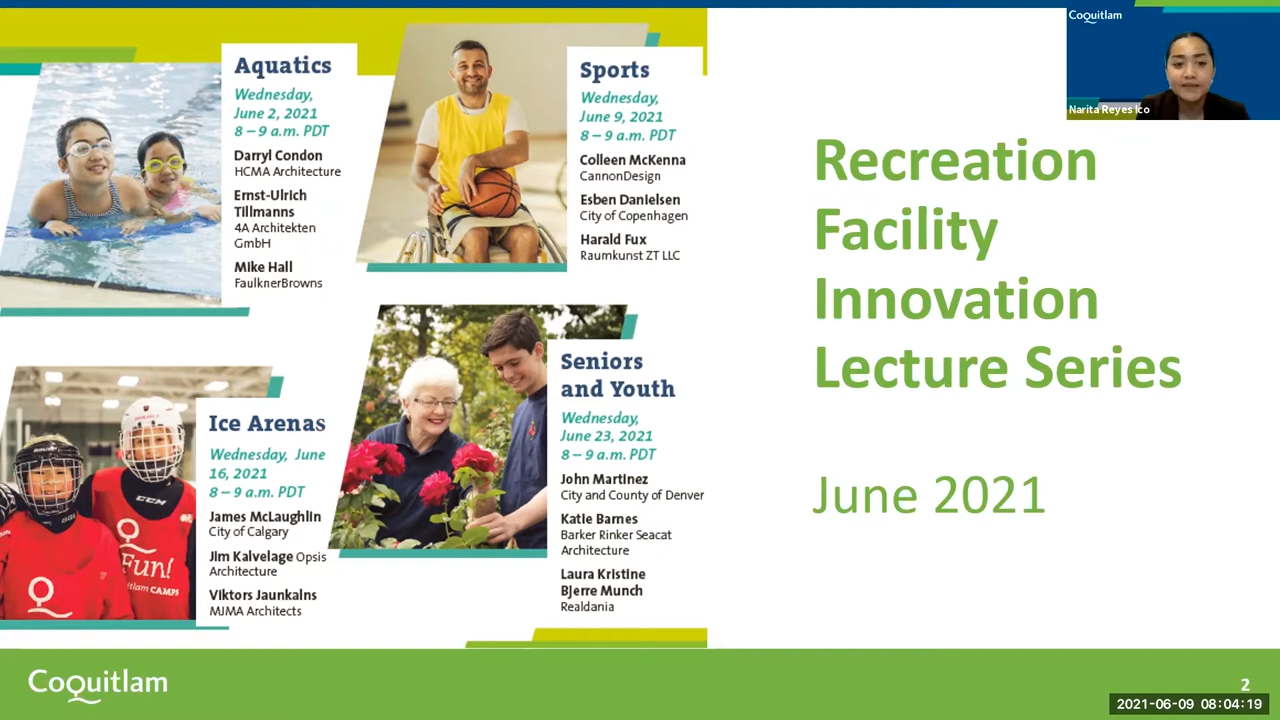 Aquatics
Wednesday,
June 2, 2021
8 – 9 a.m. PDT
Darryl Condon
HCMA Architecture
Ernst-Ulrich
Tillmanns
4A Architekten
GmbH
Mike Hall
FaulknerBrowns
Sports
Wednesday,
June 9, 2021
8 – 9 a.m. PDT
Colleen McKenna
CannonDesign
Esben Danielsen
City of Copenhagen
Harald Fux
Raumkunst ZT LLC
Ice Arenas
Wednesday, June
16, 2021
8 – 9 a.m. PDT
James McLaughlin
City of Calgary
Jim Kalvelage Opsis
Architecture
Viktors Jaunkalns
MJMA Architects
CCM
Fun!
CAMPS
Seniors
and Youth
Wednesday,
June 23, 2021
8 – 9 a.m. PDT
John Martinez
City and County of Denver
Katie Barnes
Barker Rinker Seacat
Architecture
Laura Kristine
Bjerre Munch
Realdania
Coquitlam
Narita Reyes Ico
Recreation
Facility
Innovation
Lecture Series
June 2021
Coquitlam
2
2021-06-09 08:04:19